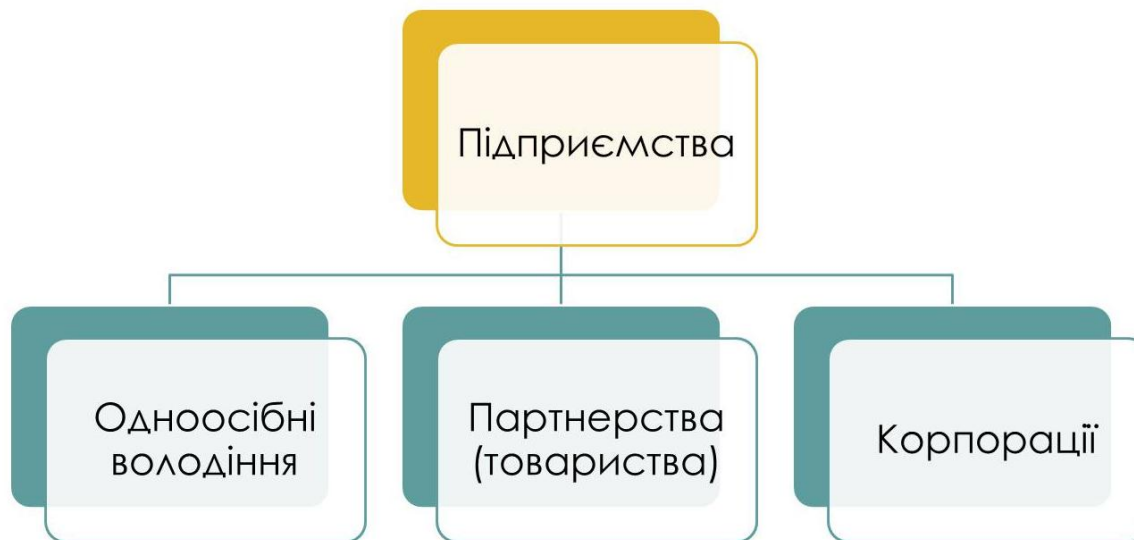 Підприємства
Одноосібні
володіння
Партнерства
(товариства)
Корпорації